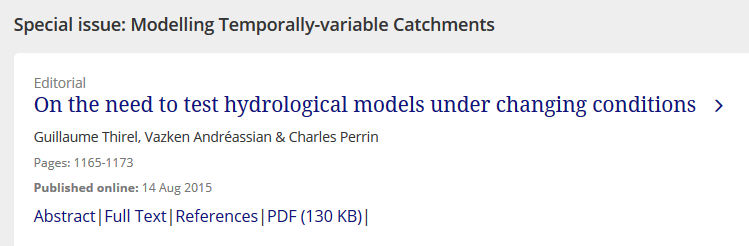 Special issue: Modelling Temporally-variable Catchments
Editorial
On the need to test hydrological models under changing conditions
Guillaume Thirel, Vazken Andréassian & Charles Perrin
Pages: 1165-1173
Published online: 14 Aug 2015
Abstract|Full Text|References|PDF (130 KB)|